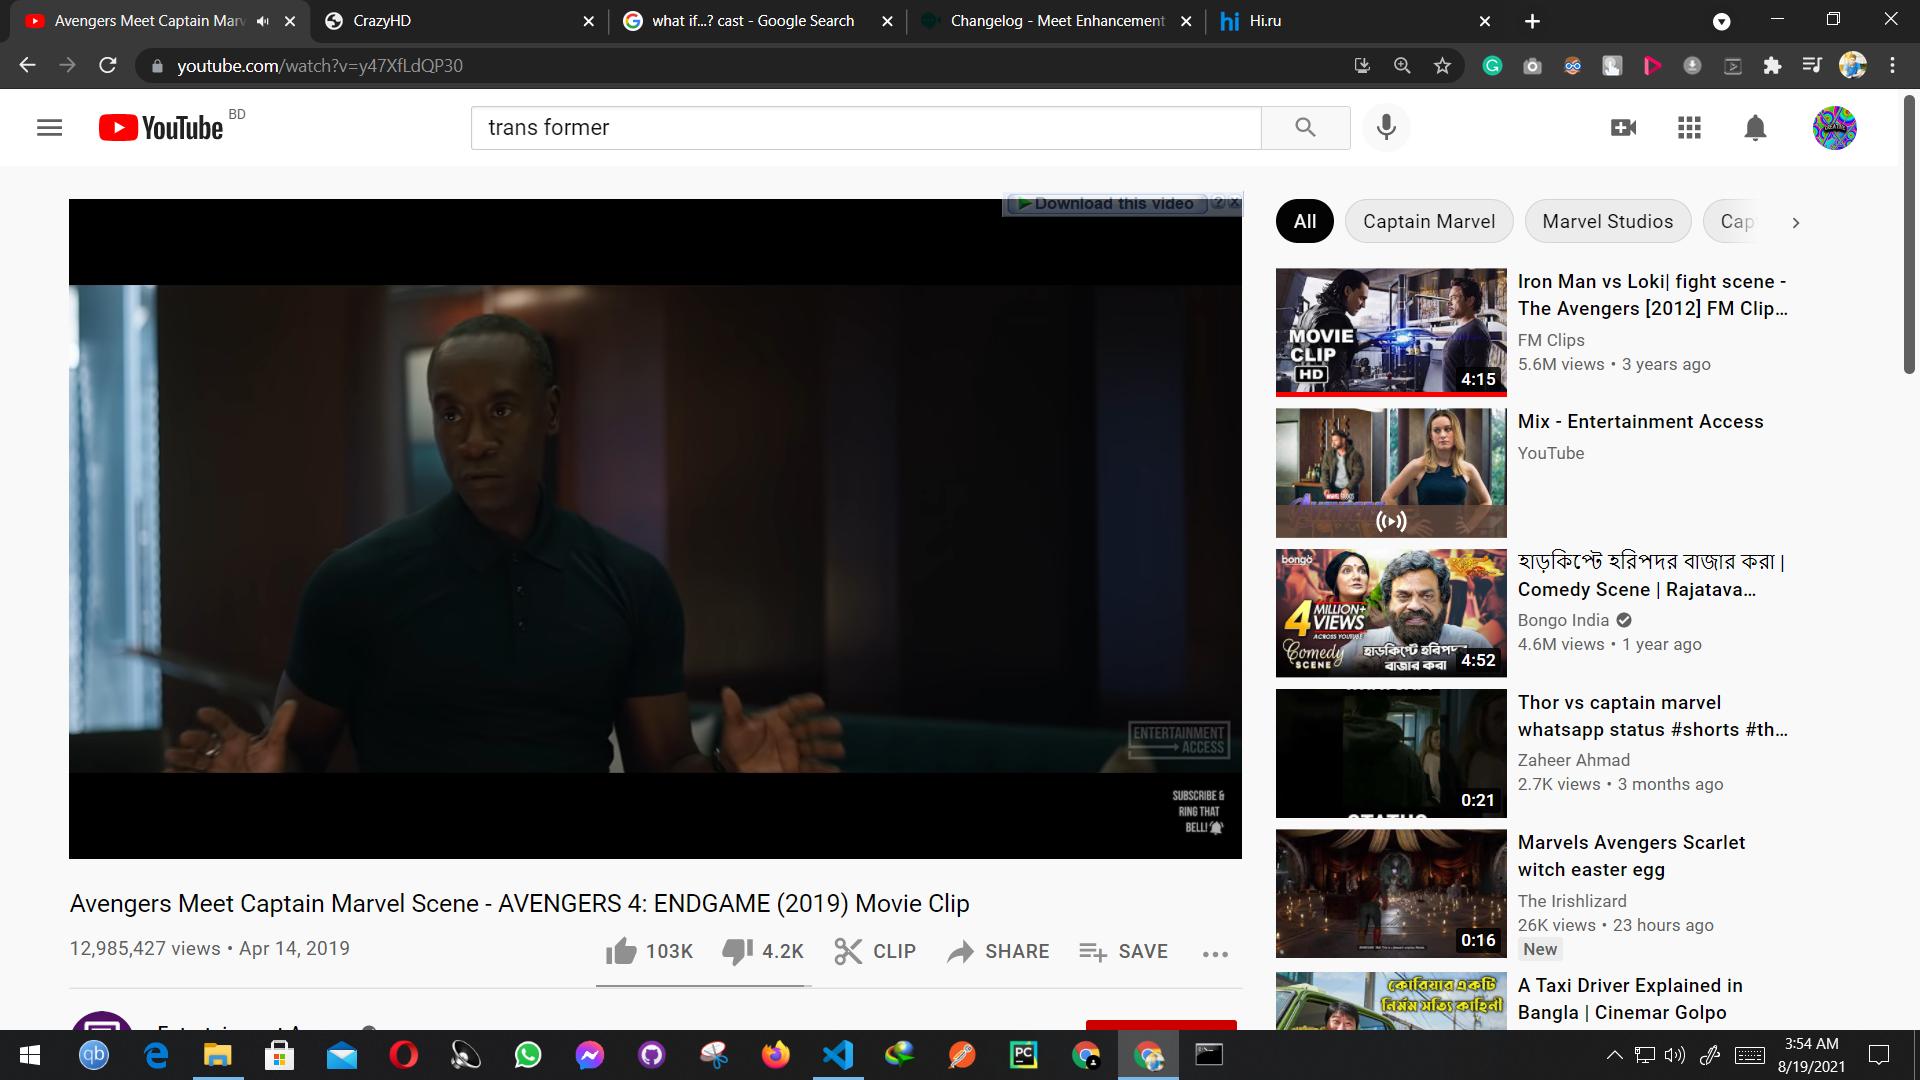 Avengers Meet Captain Marv
CrazyHD
what if...? cast - Google Search
Changelog - Meet Enhancement
Hi.ru
youtube.com/watch?v=y47XfLdQP30
YouTube BD
trans former
Download this video
All
Captain Marvel
Marvel Studios
Cap
ENTERTAINMENT
ACCESS
SUBSCRIBE &
RING THAT
BELL!
Avengers Meet Captain Marvel Scene - AVENGERS 4: ENDGAME (2019) Movie Clip
12,985,427 views • Apr 14, 2019
103K
4.2K
CLIP
SHARE
SAVE
MOVIE
CLIP
HD
4:15
Iron Man vs Loki| fight scene -
The Avengers [2012] FM Clip...
FM Clips
5.6M views • 3 years ago
Mix - Entertainment Access
YouTube
bongo
4 MILLION+
VIEWS
ACROSS YOUTUBE
Comedy
SCENE
হাড়কিপ্টে হরিপদর
বাজার করা
4:52
হাড়কিপ্টে হরিপদর বাজার করা |
Comedy Scene | Rajatava...
Bongo India
4.6M views • 1 year ago
STATUS
0:21
Thor vs captain marvel
whatsapp status #shorts #th...
Zaheer Ahmad
2.7K views • 3 months ago
0:16
Marvels Avengers Scarlet
witch easter egg
The Irishlizard
26K views • 23 hours ago
New
কোরিয়ার একটি
নির্মম সত্যি কাহিনী
A Taxi Driver Explained in
Bangla | Cinemar Golpo
qb
PC
3:54 AM
8/19/2021